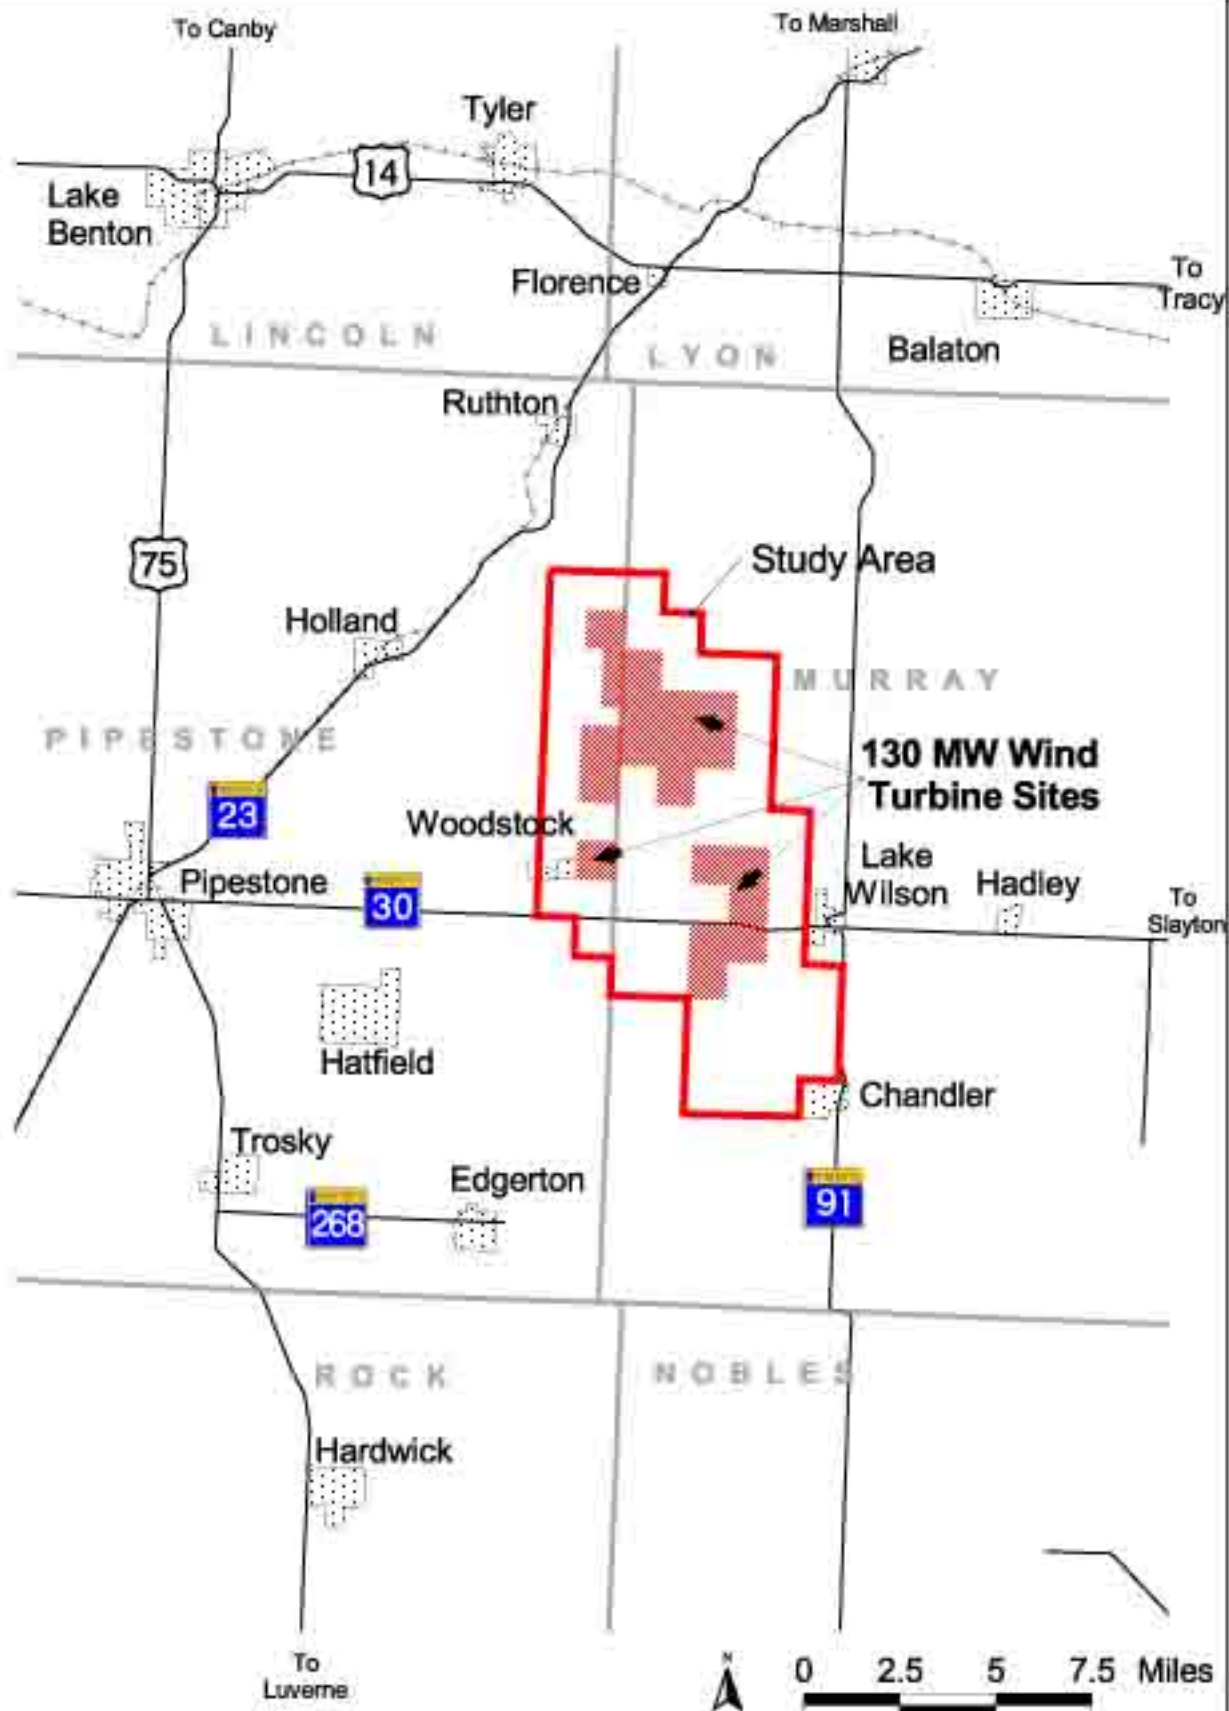 To Canby
To Marshall
Tyler
14
Lake
Benton
Florence
To
Tracy
LINCOLN
LYON
Balaton
Ruthton
75
Study Area
Holland
MURRAY
PIPESTONE
130 MW Wind
Turbine Sites
23
Woodstock
Lake
Wilson
Hadley
Pipestone
30
To
Slayton
Hatfield
Chandler
Trosky
Edgerton
91
268
ROCK
NOBLES
Hardwick
To
Luverne
N
0 2.5 5 7.5 Miles